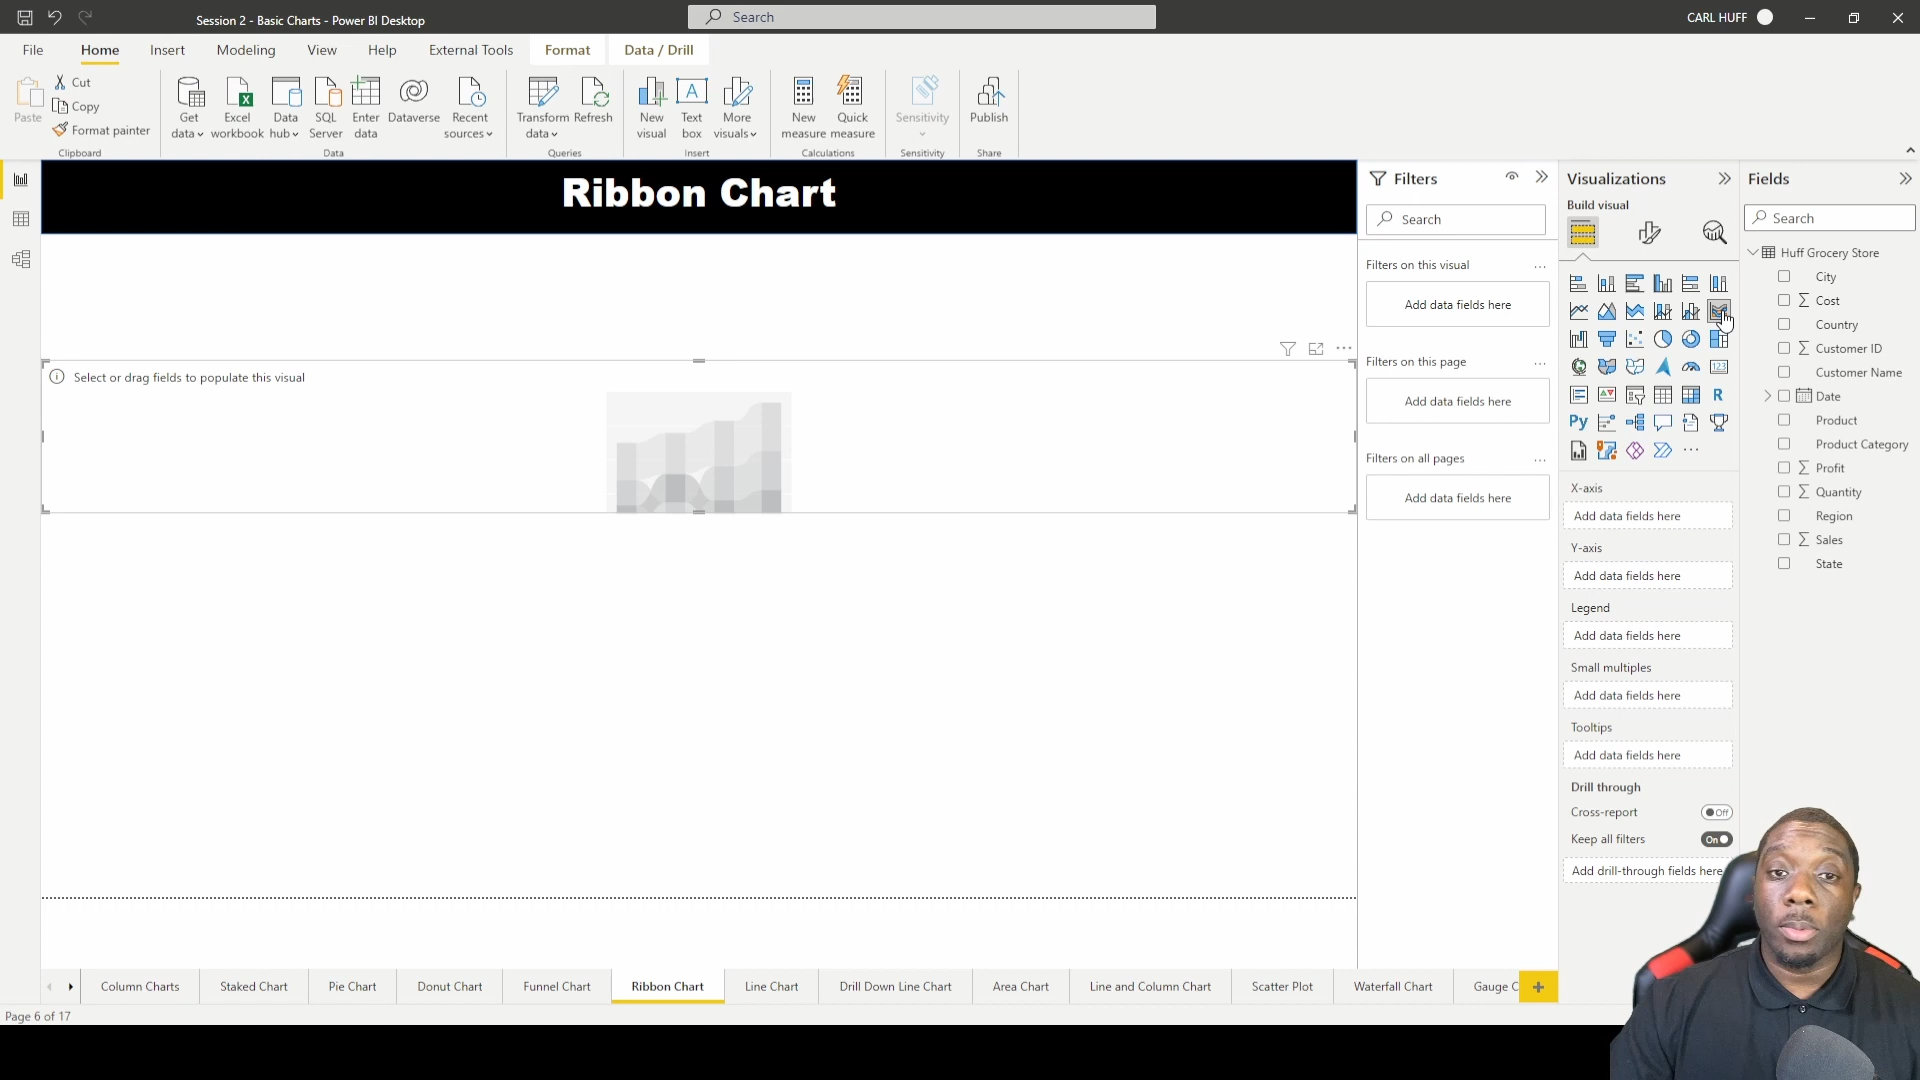 Session 2 - Basic Charts - Power BI Desktop
Search
CARL HUFF
File Home Insert Modeling View Help External Tools Format Data / Drill
Paste
Cut
Copy
Format painter
Clipboard
Get data
Excel workbook
Data hub
SQL Server
Enter data
Dataverse
Recent sources
Data
Transform data
Refresh
Queries
New visual
Text box
More visuals
Insert
New measure
Quick measure
Calculations
Sensitivity
Sensitivity
Publish
Share
Ribbon Chart
Select or drag fields to populate this visual
Filters
Search
Filters on this visual
Add data fields here
Filters on this page
Add data fields here
Filters on all pages
Add data fields here
Visualizations
Build visual
123
R
Py
X-axis
Add data fields here
Y-axis
Add data fields here
Legend
Add data fields here
Small multiples
Add data fields here
Tooltips
Add data fields here
Drill through
Cross-report
Off
Keep all filters
On
Add drill-through fields here
Fields
Search
Huff Grocery Store
City
Cost
Country
Customer ID
Customer Name
Date
Product
Product Category
Profit
Quantity
Region
Sales
State
Column Charts Staked Chart Pie Chart Donut Chart Funnel Chart Ribbon Chart Line Chart Drill Down Line Chart Area Chart Line and Column Chart Scatter Plot Waterfall Chart Gauge C
Page 6 of 17